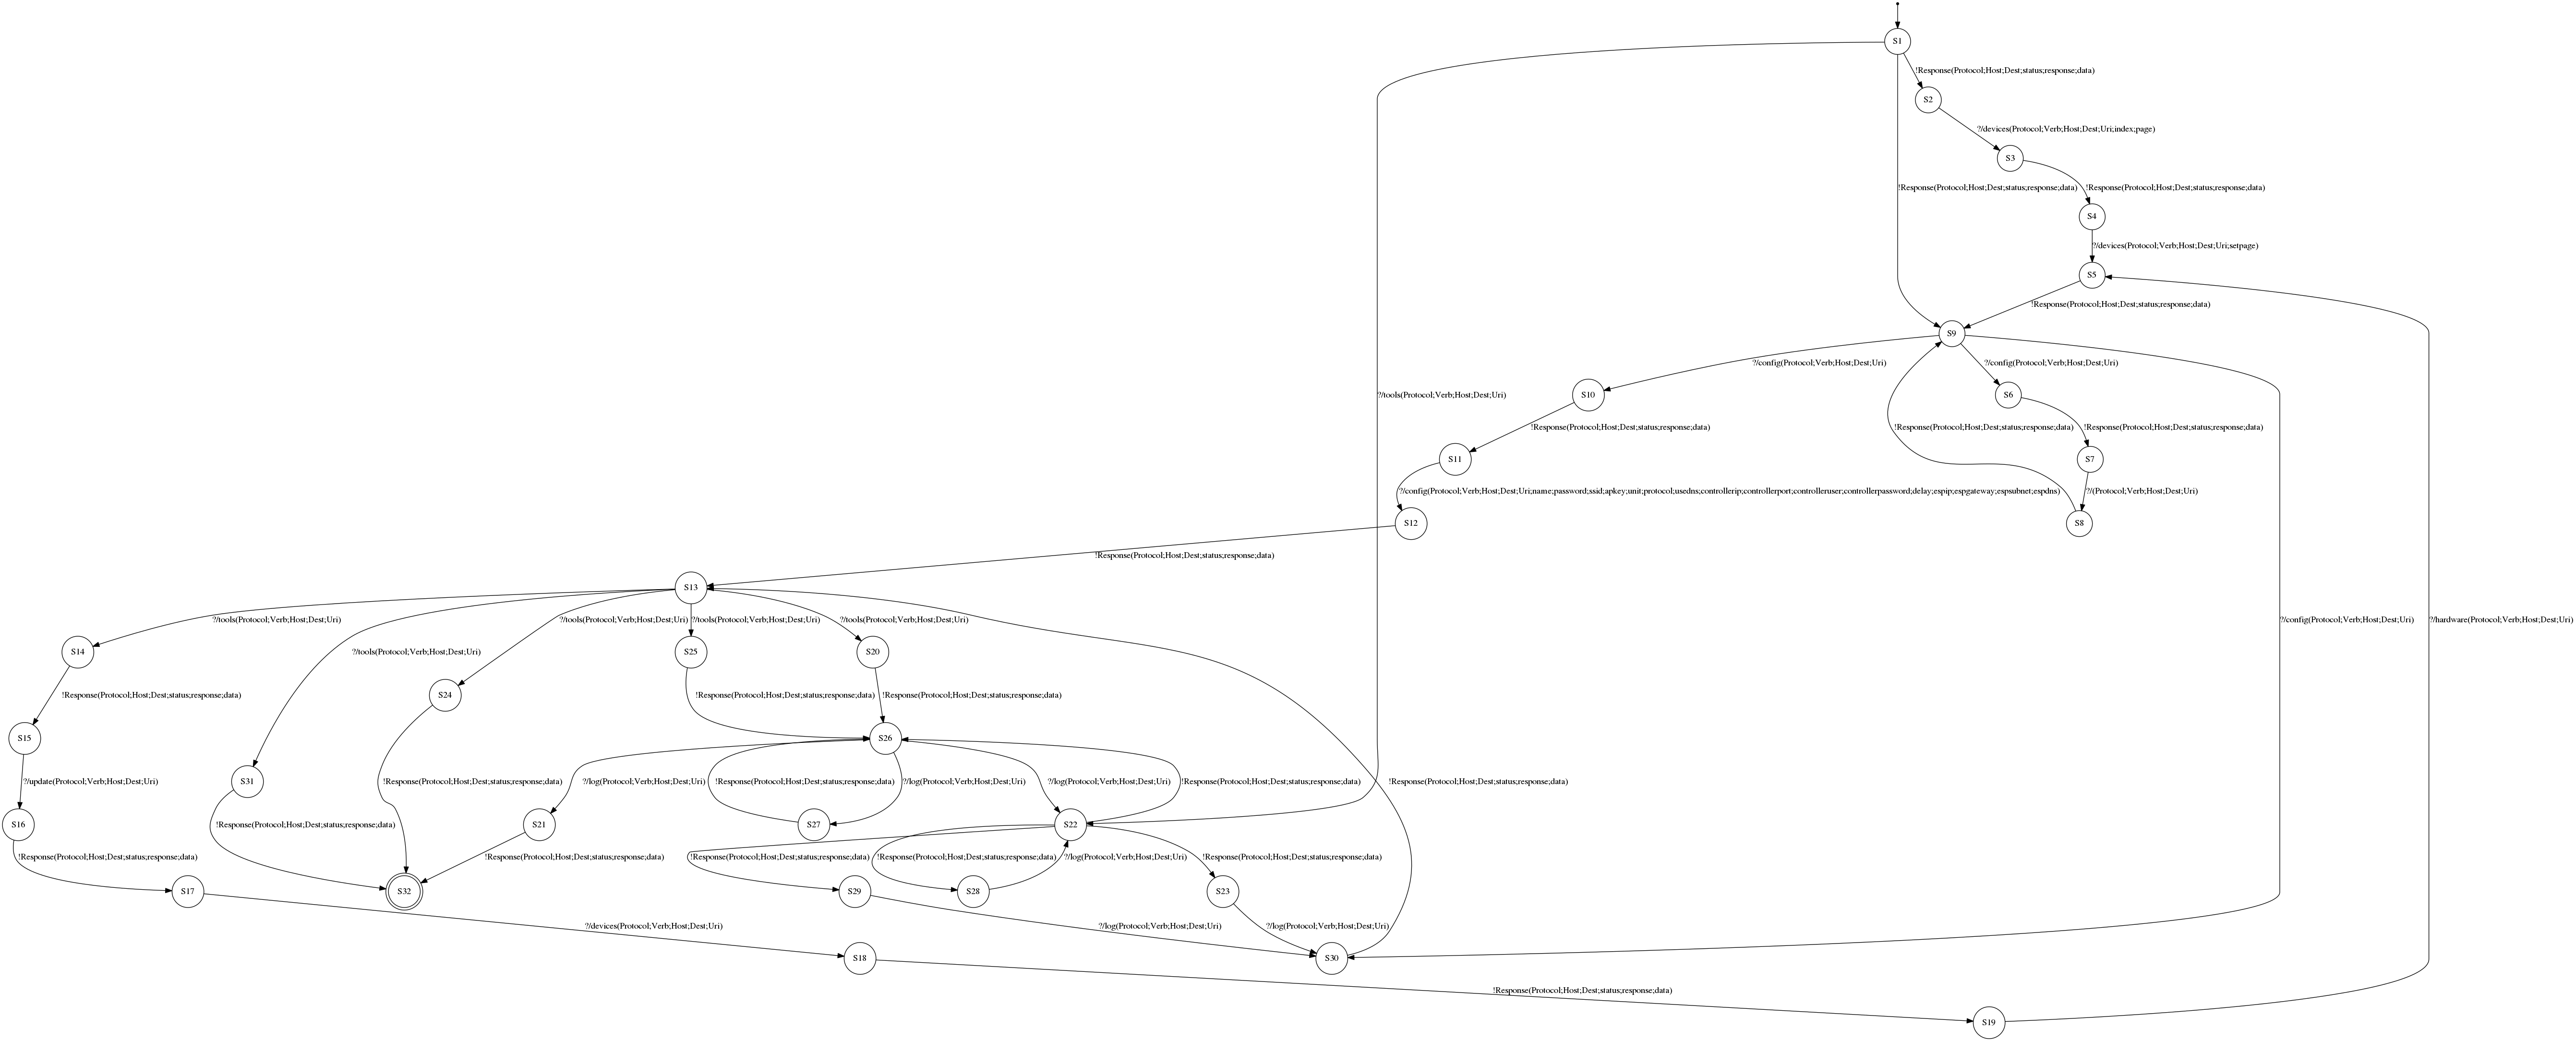 S1
!Response(Protocol;Host;Dest;status;response;data)
S2
?/devices(Protocol;Verb;Host;Dest;Uri;index;page)
S3
!Response(Protocol;Host;Dest;status;response;data)
!Response(Protocol;Host;Dest;status;response;data)
S4
?/devices(Protocol;Verb;Host;Dest;Uri;setpage)
S5
!Response(Protocol;Host;Dest;status;response;data)
S9
?/config(Protocol;Verb;Host;Dest;Uri)
?/config(Protocol;Verb;Host;Dest;Uri)
?/tools(Protocol;Verb;Host;Dest;Uri)
S10
S6
!Response(Protocol;Host;Dest;status;response;data)
!Response(Protocol;Host;Dest;status;response;data)
!Response(Protocol;Host;Dest;status;response;data)
S11
S7
?/config(Protocol;Verb;Host;Dest;Uri;name;password;ssid;apkey;unit;protocol;usedns;controllerip;controllerport;controlleruser;controllerpassword;delay;espip;espgateway;espsubnet;espdns)
?/(Protocol;Verb;Host;Dest;Uri)
S12
S8
!Response(Protocol;Host;Dest;status;response;data)
S13
?/tools(Protocol;Verb;Host;Dest;Uri)
?/tools(Protocol;Verb;Host;Dest;Uri)
?/tools(Protocol;Verb;Host;Dest;Uri)
?/tools(Protocol;Verb;Host;Dest;Uri)
?/config(Protocol;Verb;Host;Dest;Uri)
?/hardware(Protocol;Verb;Host;Dest;Uri)
S14
?/tools(Protocol;Verb;Host;Dest;Uri)
S25
S20
!Response(Protocol;Host;Dest;status;response;data)
S24
!Response(Protocol;Host;Dest;status;response;data)
!Response(Protocol;Host;Dest;status;response;data)
S15
S26
?/update(Protocol;Verb;Host;Dest;Uri)
S31
!Response(Protocol;Host;Dest;status;response;data)
?/log(Protocol;Verb;Host;Dest;Uri)
!Response(Protocol;Host;Dest;status;response;data)
?/log(Protocol;Verb;Host;Dest;Uri)
?/log(Protocol;Verb;Host;Dest;Uri)
!Response(Protocol;Host;Dest;status;response;data)
!Response(Protocol;Host;Dest;status;response;data)
S16
!Response(Protocol;Host;Dest;status;response;data)
S21
S27
S22
!Response(Protocol;Host;Dest;status;response;data)
!Response(Protocol;Host;Dest;status;response;data)
!Response(Protocol;Host;Dest;status;response;data)
!Response(Protocol;Host;Dest;status;response;data)
?/log(Protocol;Verb;Host;Dest;Uri)
!Response(Protocol;Host;Dest;status;response;data)
S17
S32
S29
S28
S23
?/devices(Protocol;Verb;Host;Dest;Uri)
?/log(Protocol;Verb;Host;Dest;Uri)
?/log(Protocol;Verb;Host;Dest;Uri)
S18
S30
!Response(Protocol;Host;Dest;status;response;data)
S19